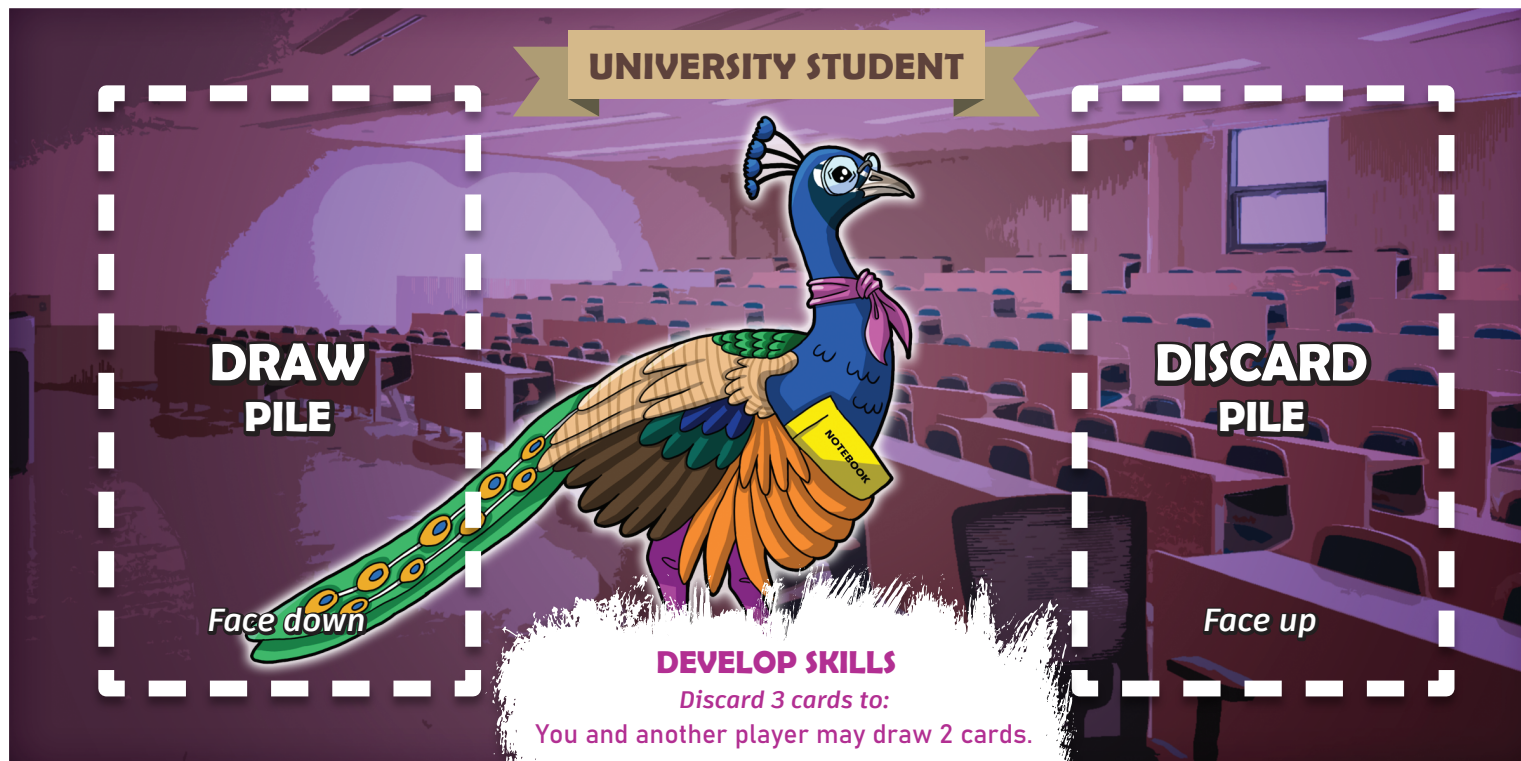 UNIVERSITY STUDENT
DRAW
PILE
Face down
NOTEBOOK
DISCARD
PILE
Face up
DEVELOP SKILLS
Discard 3 cards to:
You and another player may draw 2 cards.